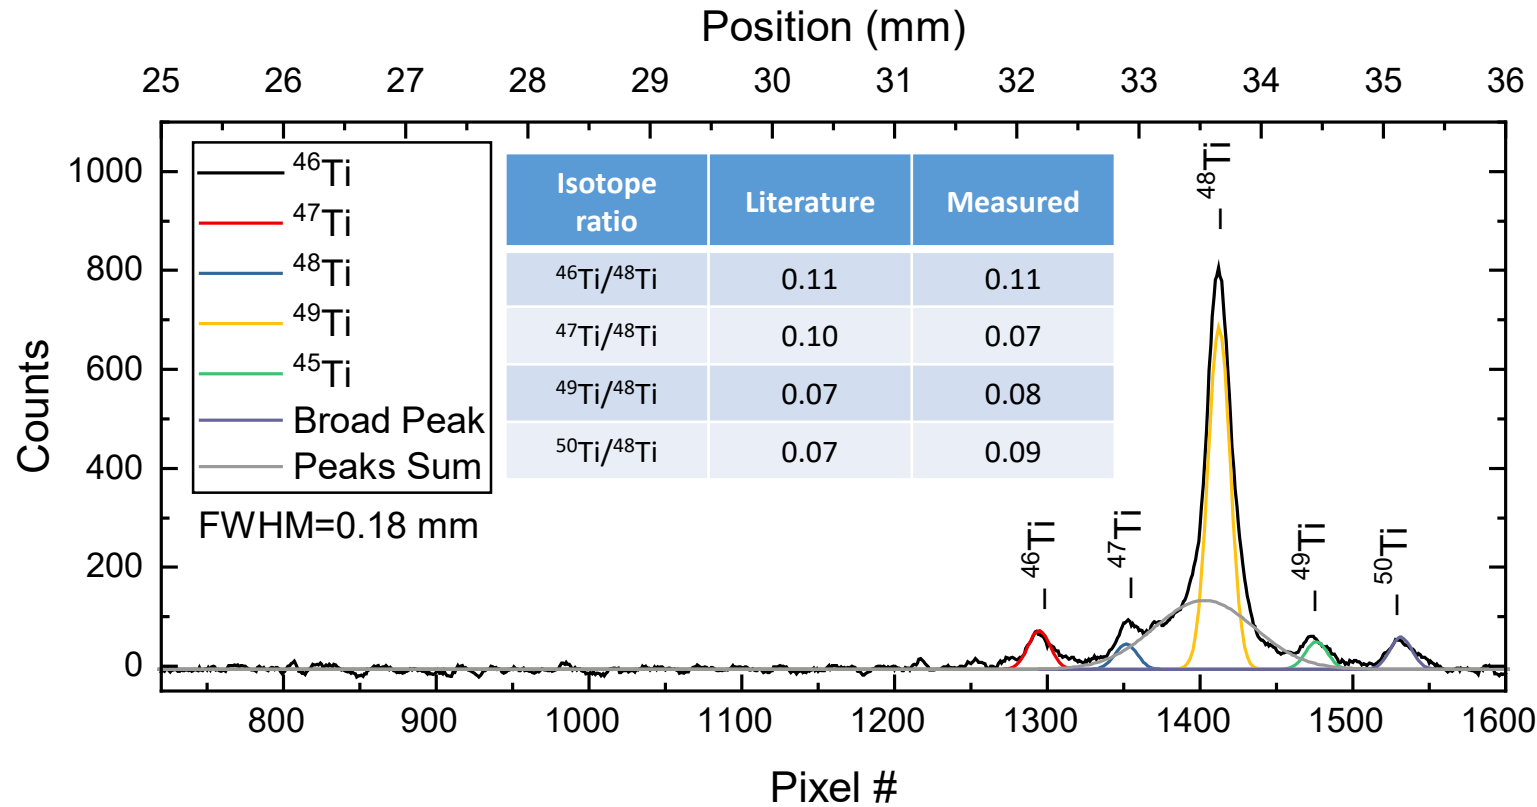 Position (mm)
25 26 27 28 29 30 31 32 33 34 35 36
1000
800
600
400
200
0
Counts
⁴⁶Ti
⁴⁷Ti
⁴⁸Ti
⁴⁹Ti
⁴⁵Ti
Broad Peak
Peaks Sum
FWHM=0.18 mm
Isotope ratio Literature Measured
⁴⁶Ti/⁴⁸Ti 0.11 0.11
⁴⁷Ti/⁴⁸Ti 0.10 0.07
⁴⁹Ti/⁴⁸Ti 0.07 0.08
⁵⁰Ti/⁴⁸Ti 0.07 0.09
⁴⁶Ti
⁴⁷Ti
⁴⁸Ti
⁴⁹Ti
⁵⁰Ti
800 900 1000 1100 1200 1300 1400 1500 1600
Pixel #